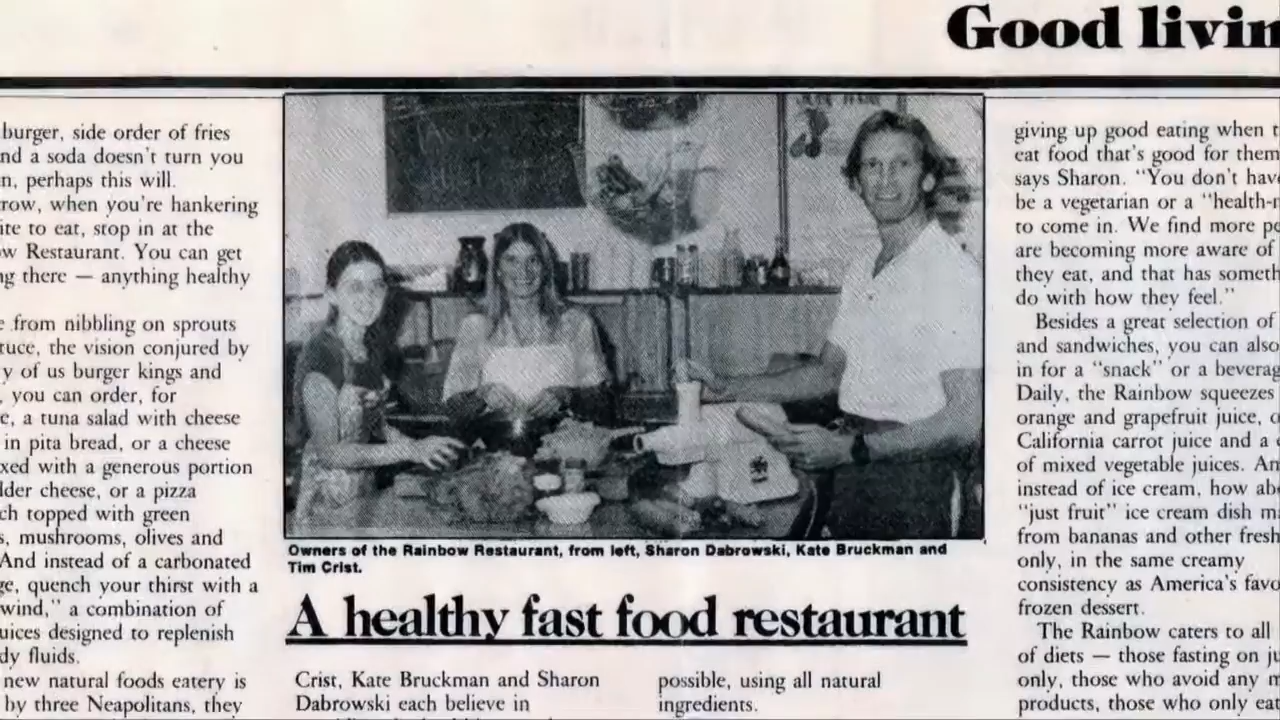 Good livin
burger, side order of fries
nd a soda doesn't turn you
n, perhaps this will.
row, when you're hankering
ite to eat, stop in at the
w Restaurant. You can get
ng there — anything healthy
e from nibbling on sprouts
tuce, the vision conjured by
y of us burger kings and
, you can order, for
e, a tuna salad with cheese
in pita bread, or a cheese
xed with a generous portion
lder cheese, or a pizza
ch topped with green
s, mushrooms, olives and
And instead of a carbonated
ge, quench your thirst with a
wind," a combination of
uices designed to replenish
dy fluids.
new natural foods eatery is
by three Neapolitans, they
Owners of the Rainbow Restaurant, from left, Sharon Dabrowski, Kate Bruckman and
Tim Crist.
A healthy fast food restaurant
Crist, Kate Bruckman and Sharon
Dabrowski each believe in
possible, using all natural
ingredients.
giving up good eating when t
eat food that's good for them
says Sharon. "You don't hav
be a vegetarian or a "health-
to come in. We find more pe
are becoming more aware of
they eat, and that has someth
do with how they feel."
Besides a great selection of
and sandwiches, you can also
in for a "snack" or a beverag
Daily, the Rainbow squeezes
orange and grapefruit juice,
California carrot juice and a
of mixed vegetable juices. An
instead of ice cream, how ab
"just fruit" ice cream dish m
from bananas and other fresh
only, in the same creamy
consistency as America's favo
frozen dessert.
The Rainbow caters to all
of diets — those fasting on ju
only, those who avoid any m
products, those who only eat